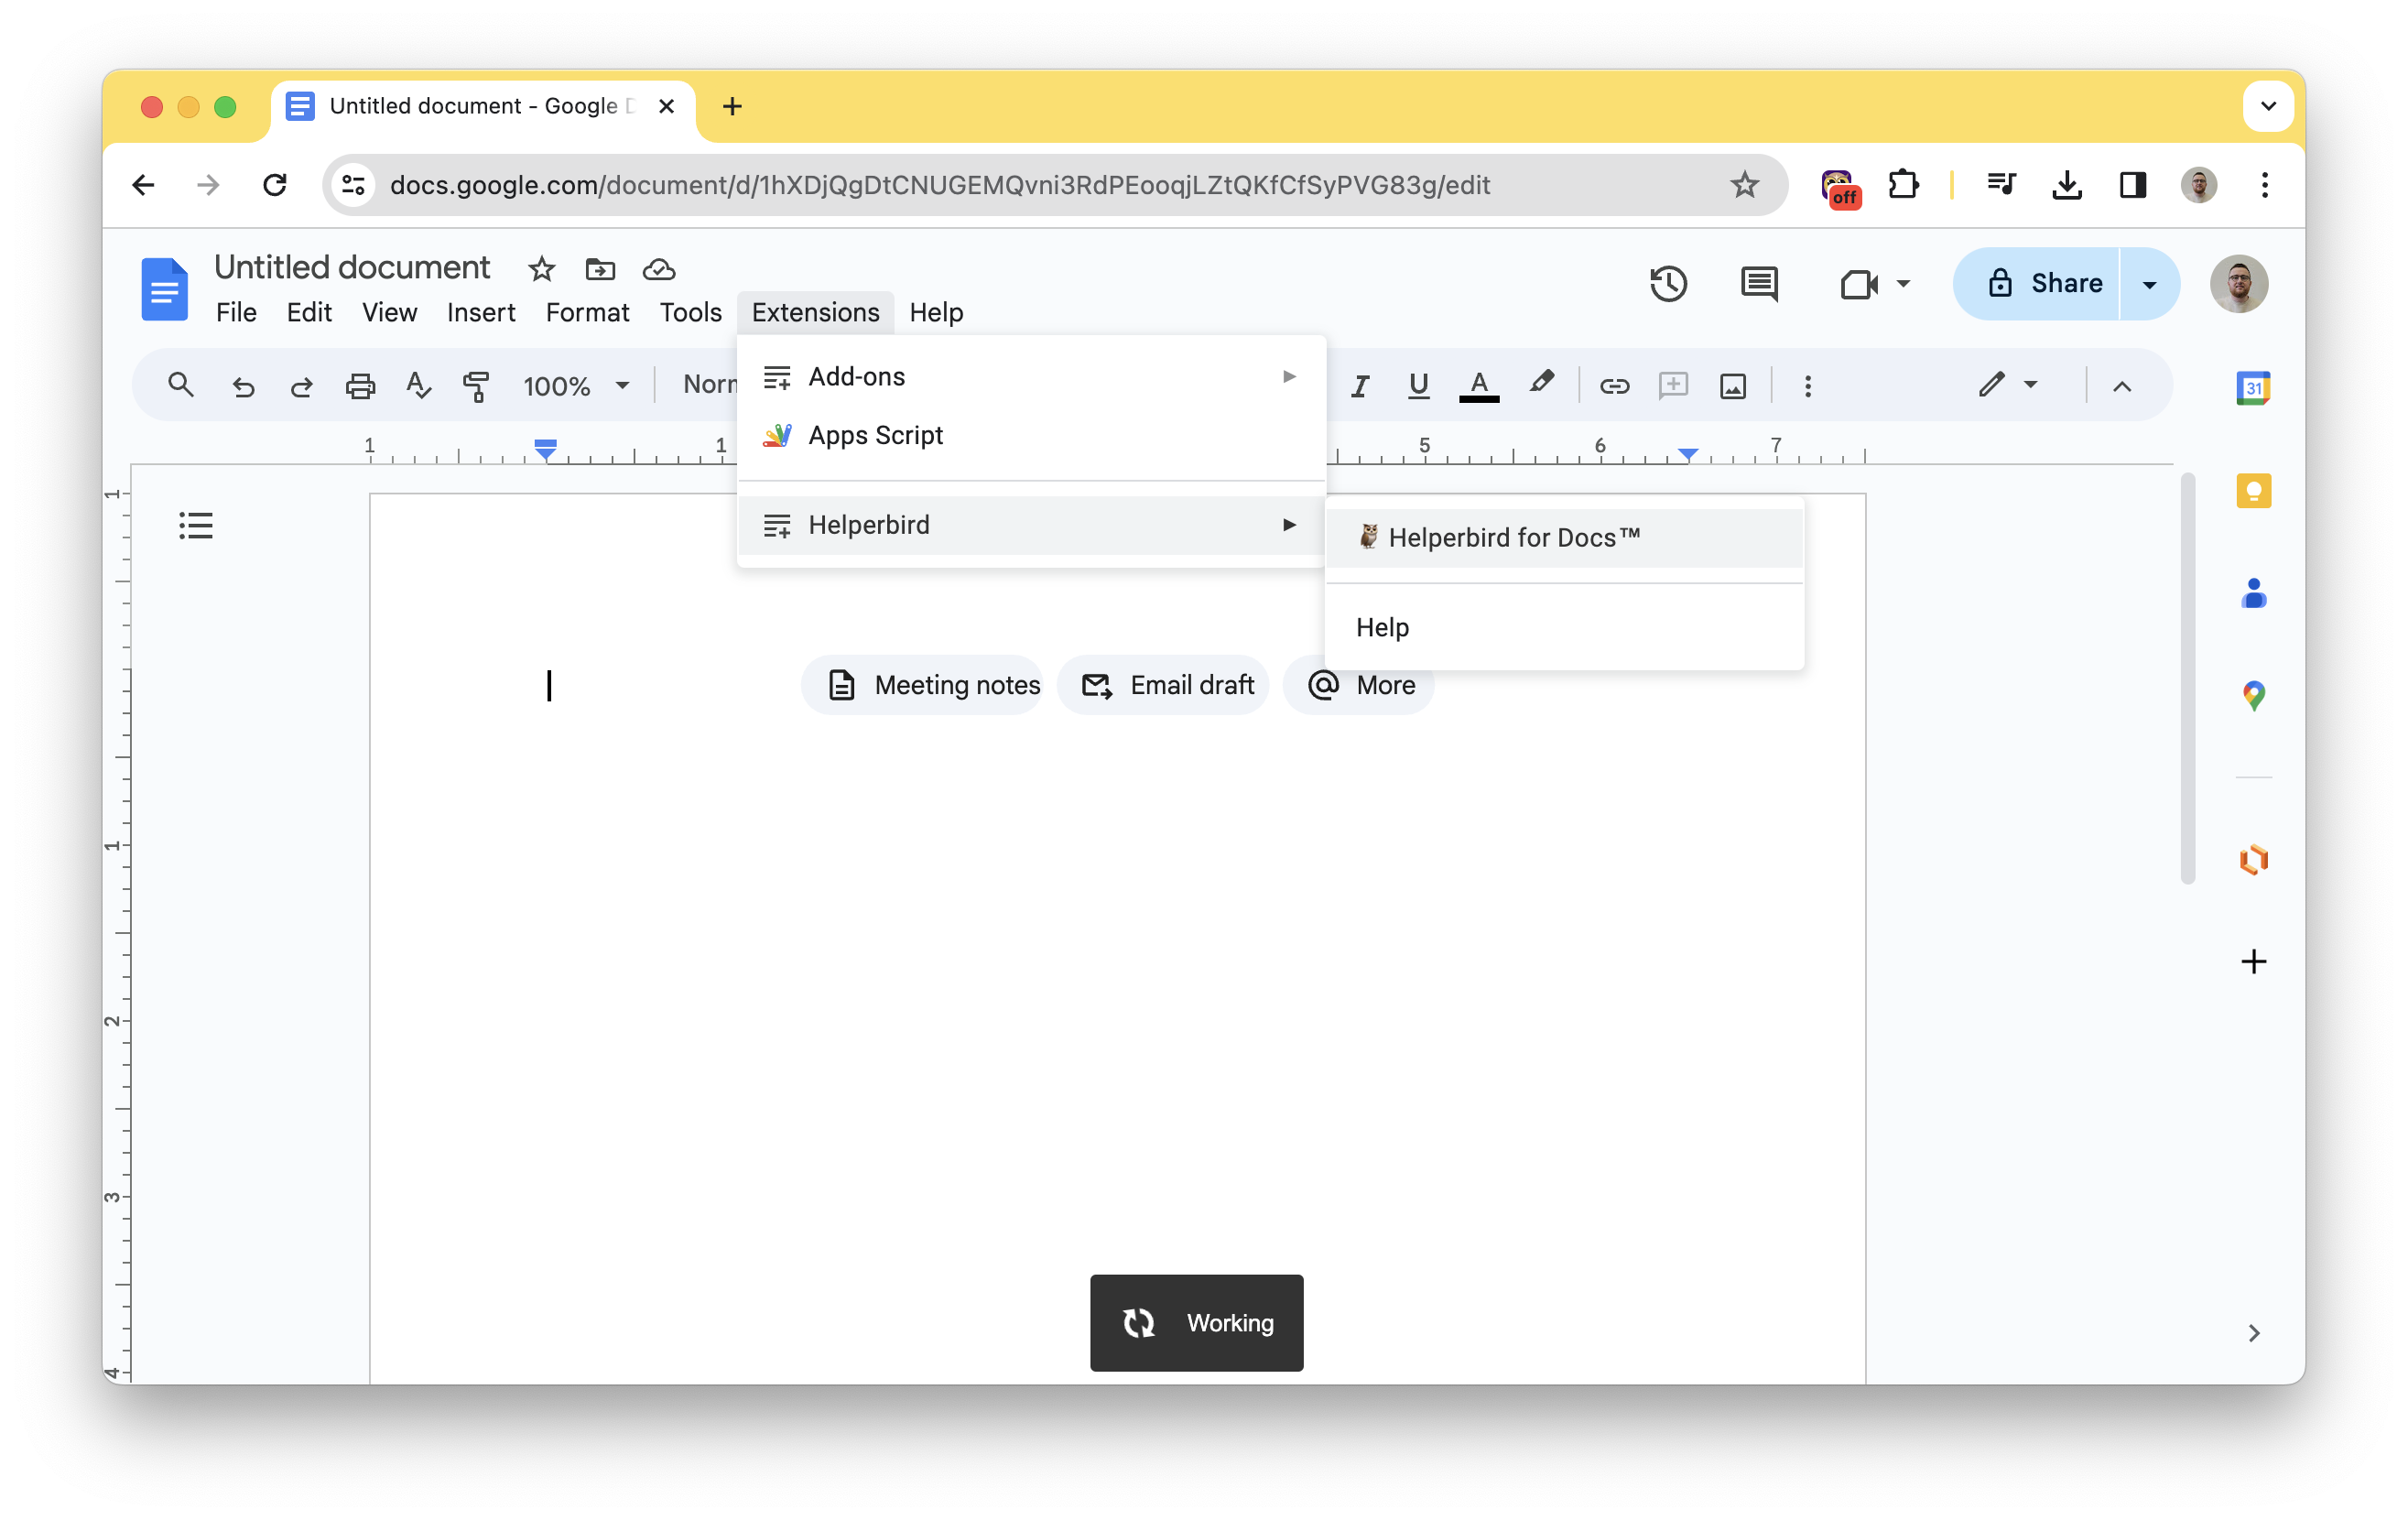 Untitled document - Google D
docs.google.com/document/d/1hXDjQgDtCNUGEMQvni3RdPEooqjLZtQKfCfSyPVG83g/edit
off
Untitled document
File Edit View Insert Format Tools Extensions Help
Share
100% Norm
31
Add-ons
Apps Script
Helperbird
Helperbird for Docs™
Help
1 1 5 6 7
1
1
2
3
4
Meeting notes Email draft More
Working